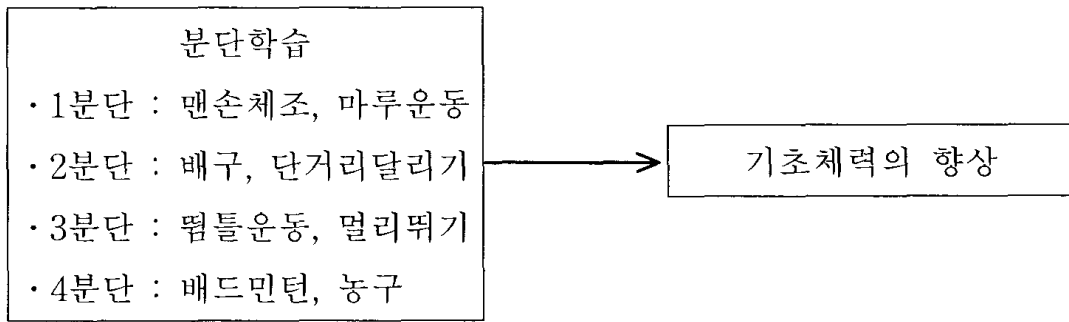 분단학습
· 1분단 : 맨손체조, 마루운동
· 2분단 : 배구, 단거리달리기
· 3분단 : 뜀틀운동, 멀리뛰기
· 4분단 : 배드민턴, 농구
기초체력의 향상